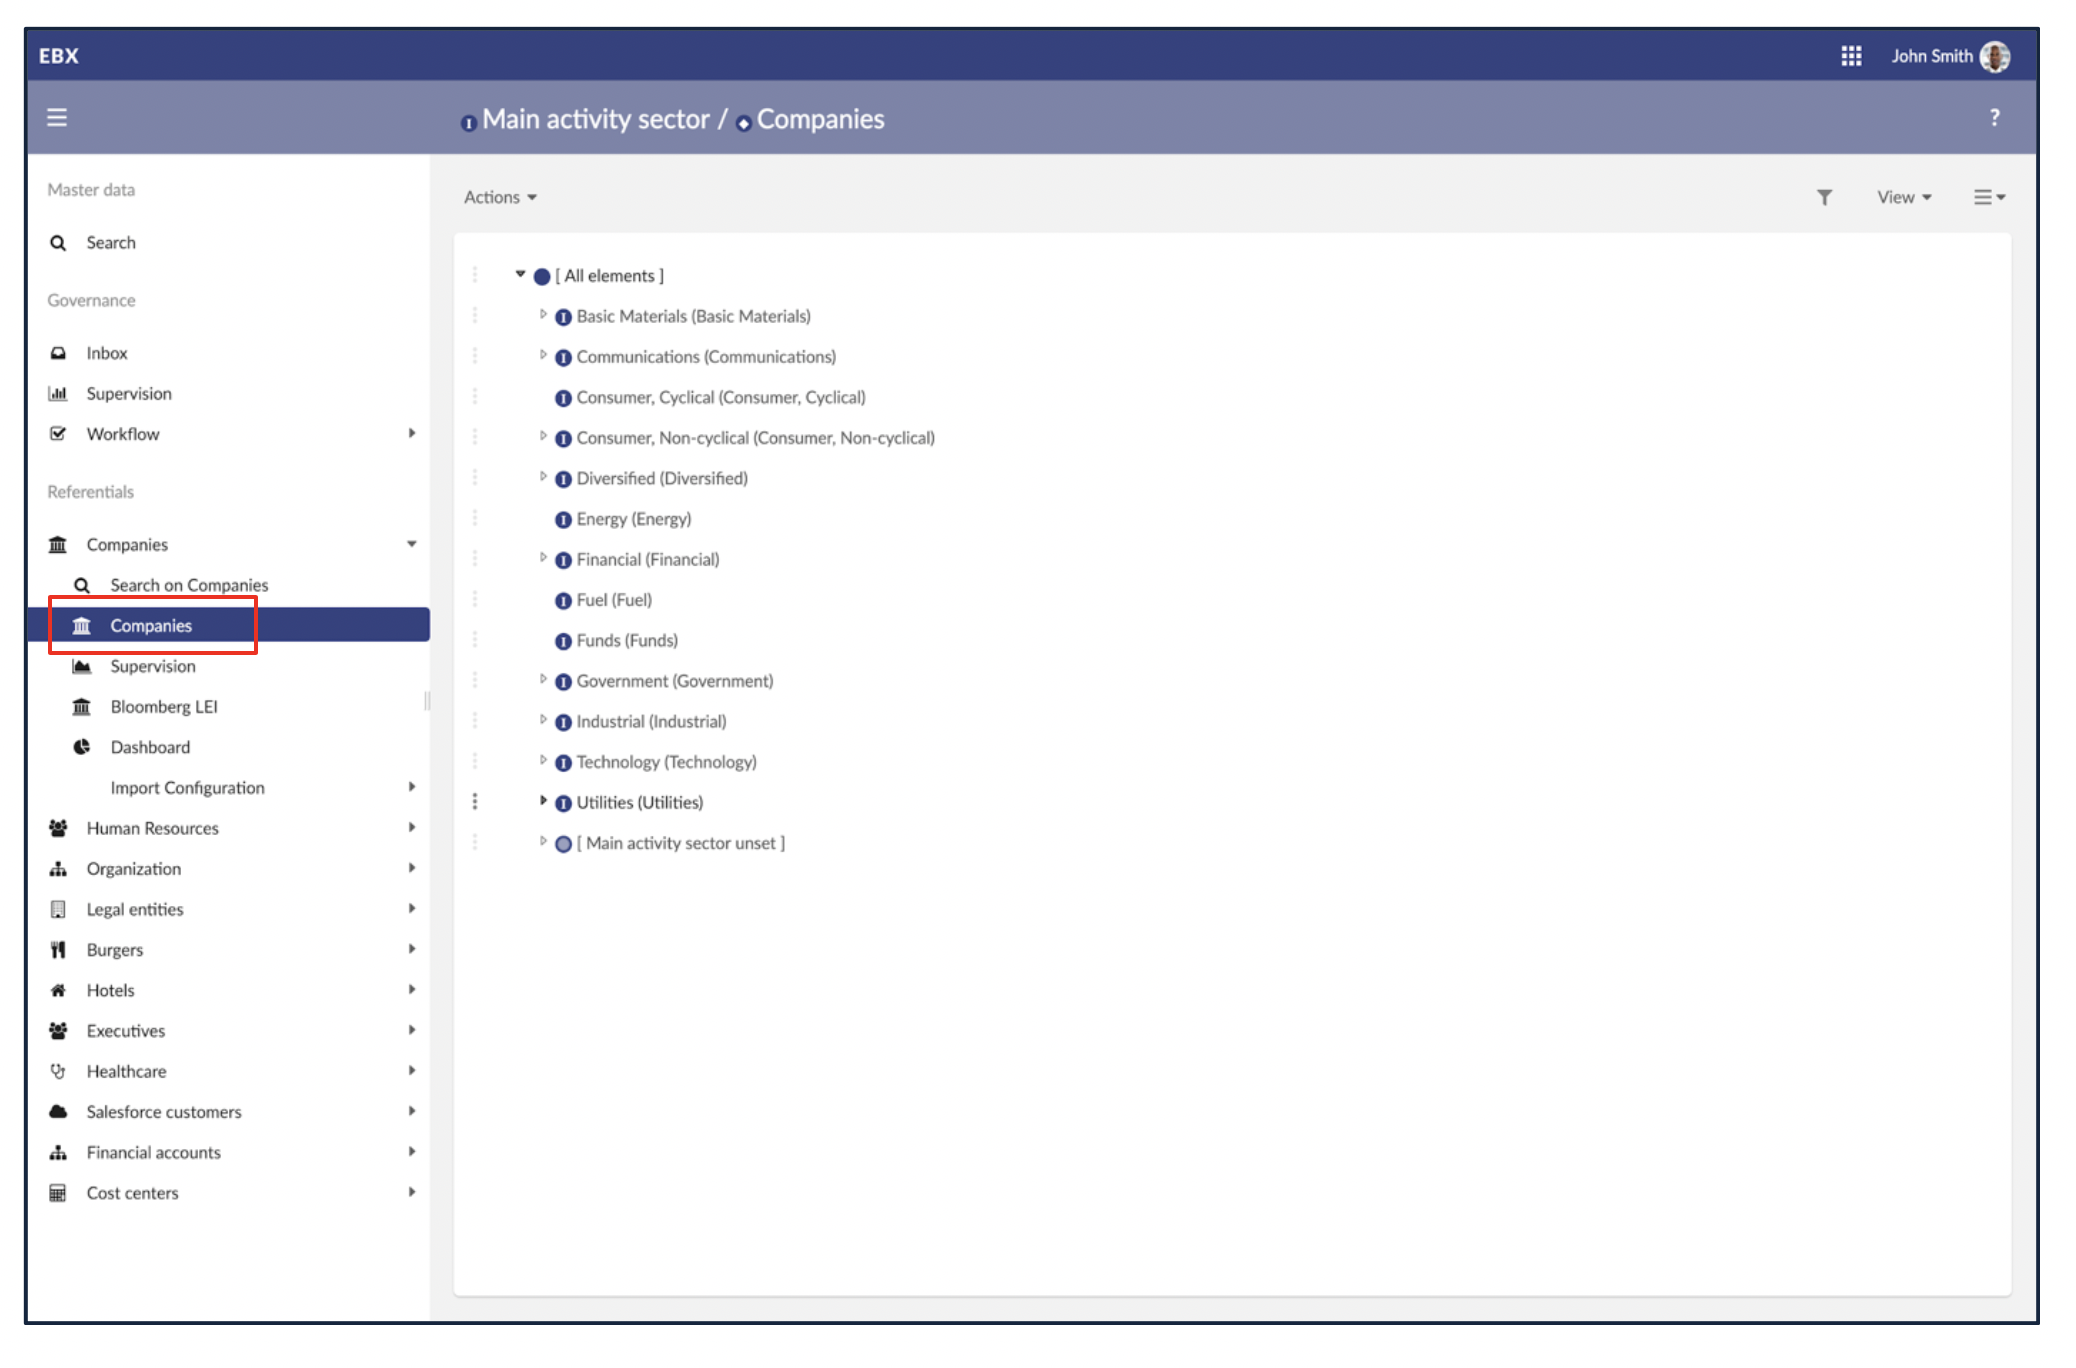 EBX
John Smith
Main activity sector / Companies
?
Master data
Search
Governance
Inbox
Supervision
Workflow
Referentials
Companies
Search on Companies
Companies
Supervision
Bloomberg LEI
Dashboard
Import Configuration
Human Resources
Organization
Legal entities
Burgers
Hotels
Executives
Healthcare
Salesforce customers
Financial accounts
Cost centers
Actions
View
[ All elements ]
Basic Materials (Basic Materials)
Communications (Communications)
Consumer, Cyclical (Consumer, Cyclical)
Consumer, Non-cyclical (Consumer, Non-cyclical)
Diversified (Diversified)
Energy (Energy)
Financial (Financial)
Fuel (Fuel)
Funds (Funds)
Government (Government)
Industrial (Industrial)
Technology (Technology)
Utilities (Utilities)
[ Main activity sector unset ]